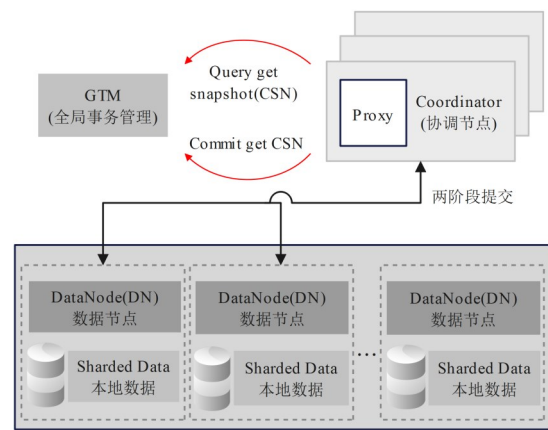 Query get
snapshot(CSN)
GTM
(全局事务管理)
Commit get CSN
Proxy
Coordinator
(协调节点)
两阶段提交
DataNode(DN)
数据节点
Sharded Data
本地数据
DataNode(DN)
数据节点
Sharded Data
本地数据
...
DataNode(DN)
数据节点
Sharded Data
本地数据